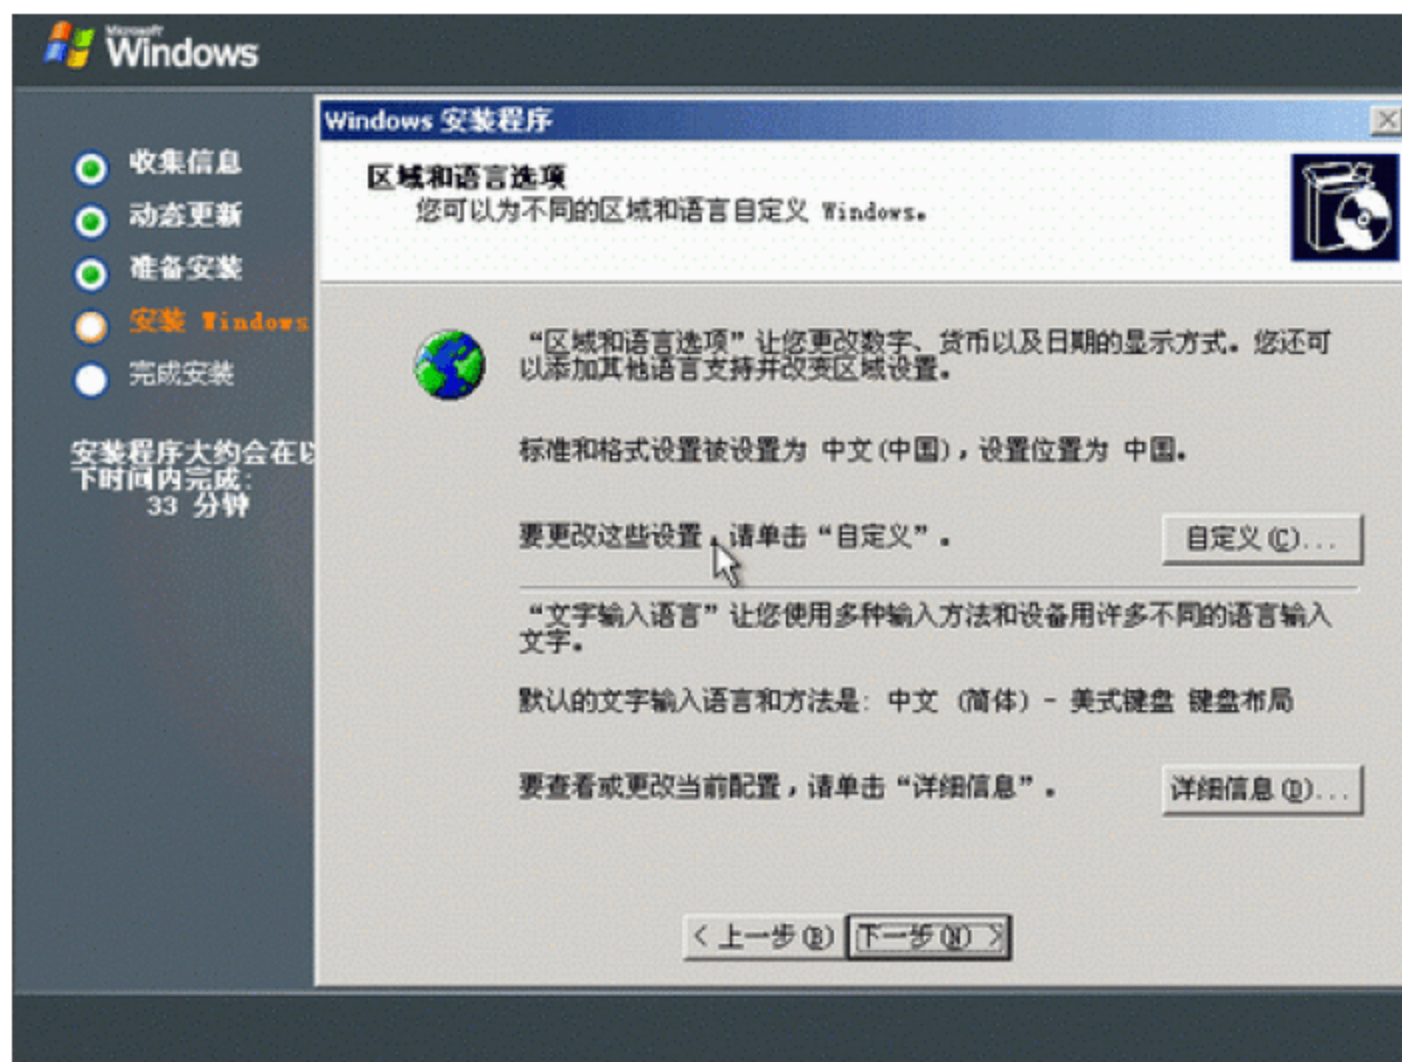 Microsoft
Windows
Windows 安装程序
收集信息
动态更新
准备安装
安装 Windows
完成安装
安装程序大约会在以
下时间内完成:
33 分钟
区域和语言选项
您可以为不同的区域和语言自定义 Windows。
“区域和语言选项”让您更改数字、货币以及日期的显示方式。您还可
以添加其他语言支持并改变区域设置。
标准和格式设置被设置为 中文(中国)，设置位置为 中国。
要更改这些设置，请单击“自定义”。
自定义(C)...
“文字输入语言”让您使用多种输入方法和设备用许多不同的语言输入
文字。
默认的文字输入语言和方法是: 中文 (简体) - 美式键盘 键盘布局
要查看或更改当前配置，请单击“详细信息”。
详细信息(D)...
< 上一步(B)
下一步(N) >